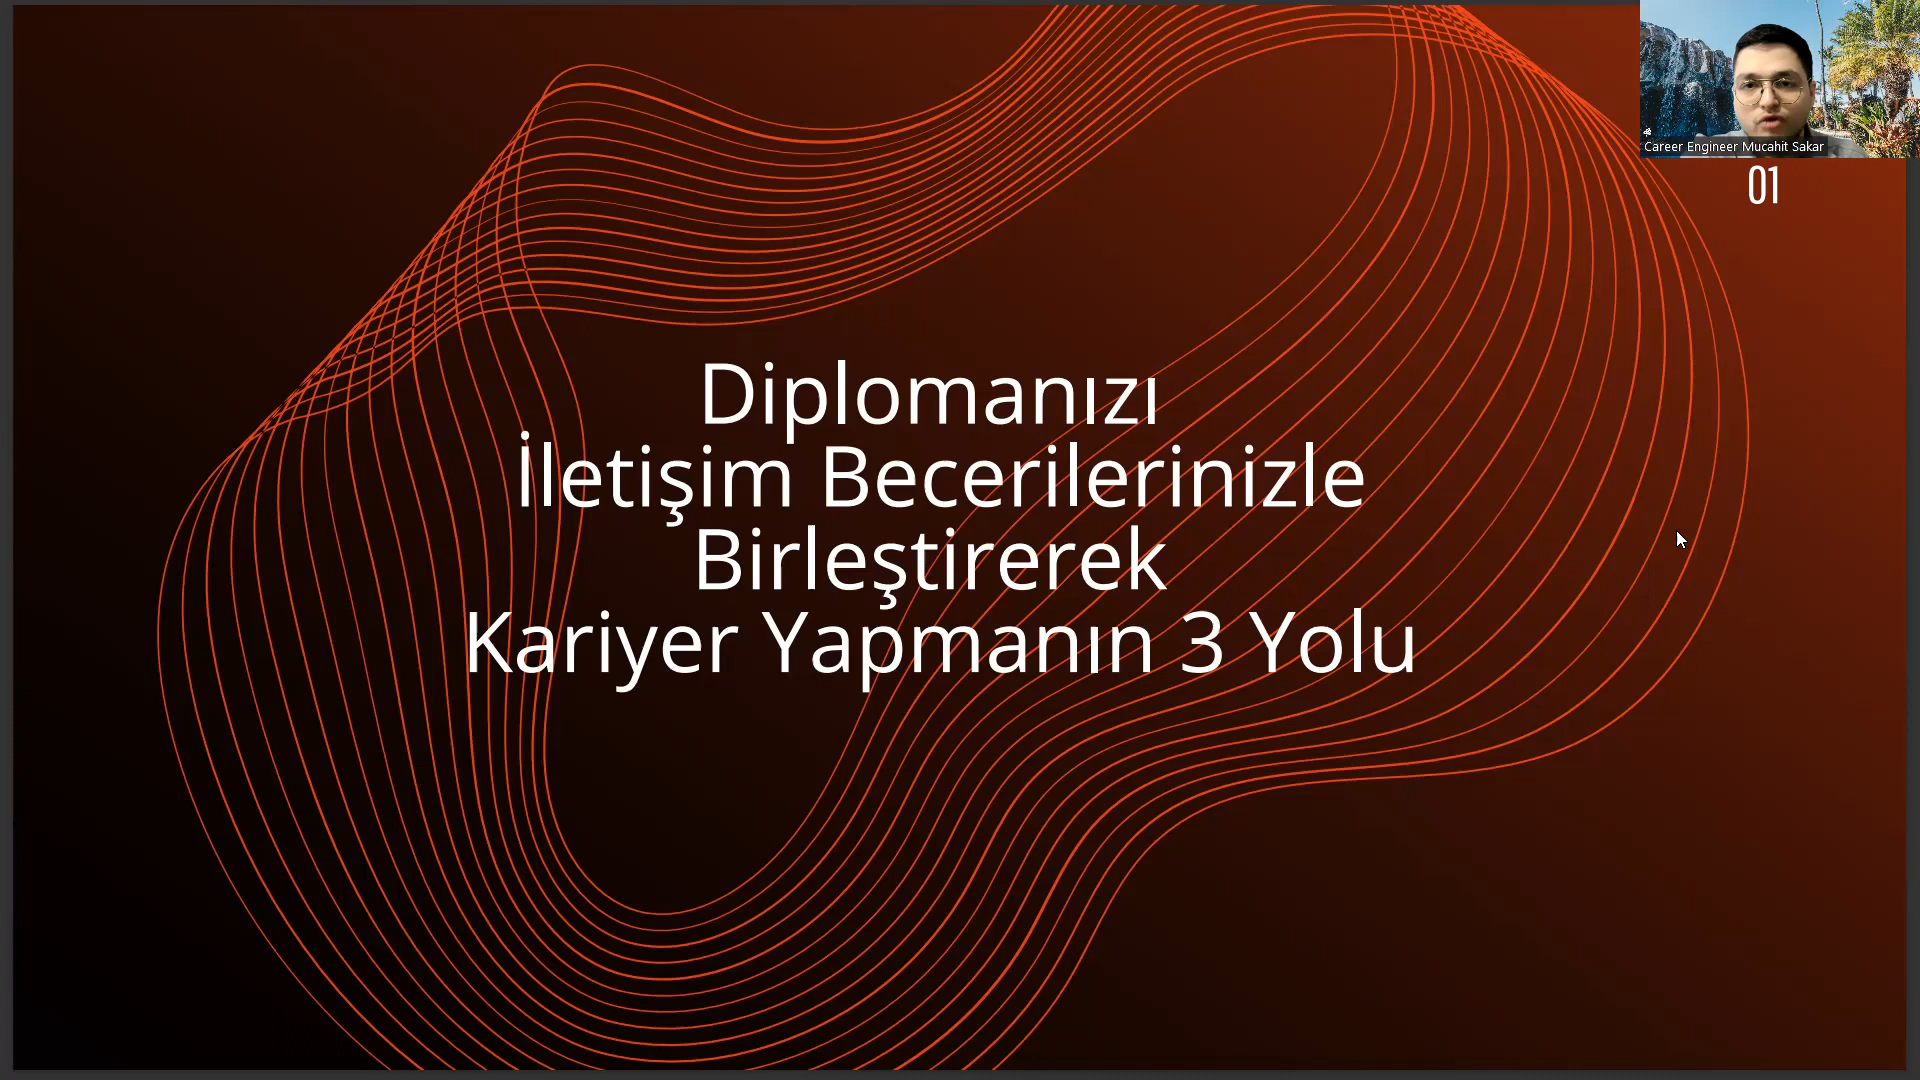 Career Engineer Mucahit Sakar
01
Diplomanızı
İletişim Becerilerinizle
Birleştirerek
Kariyer Yapmanın 3 Yolu